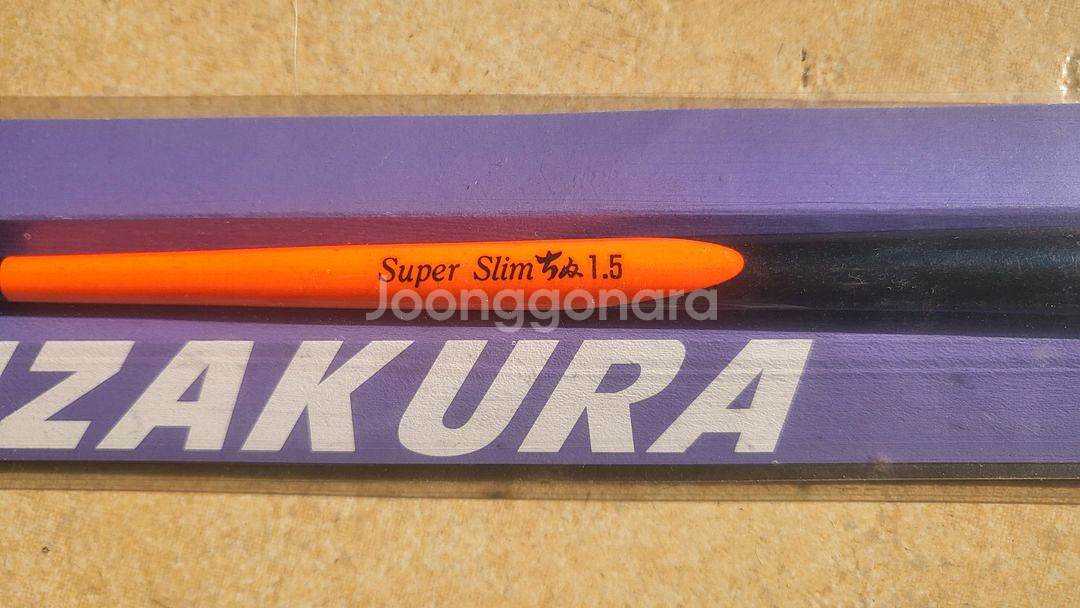 Super Slim ちぬ 1.5
Joonggonara
ZAKURA